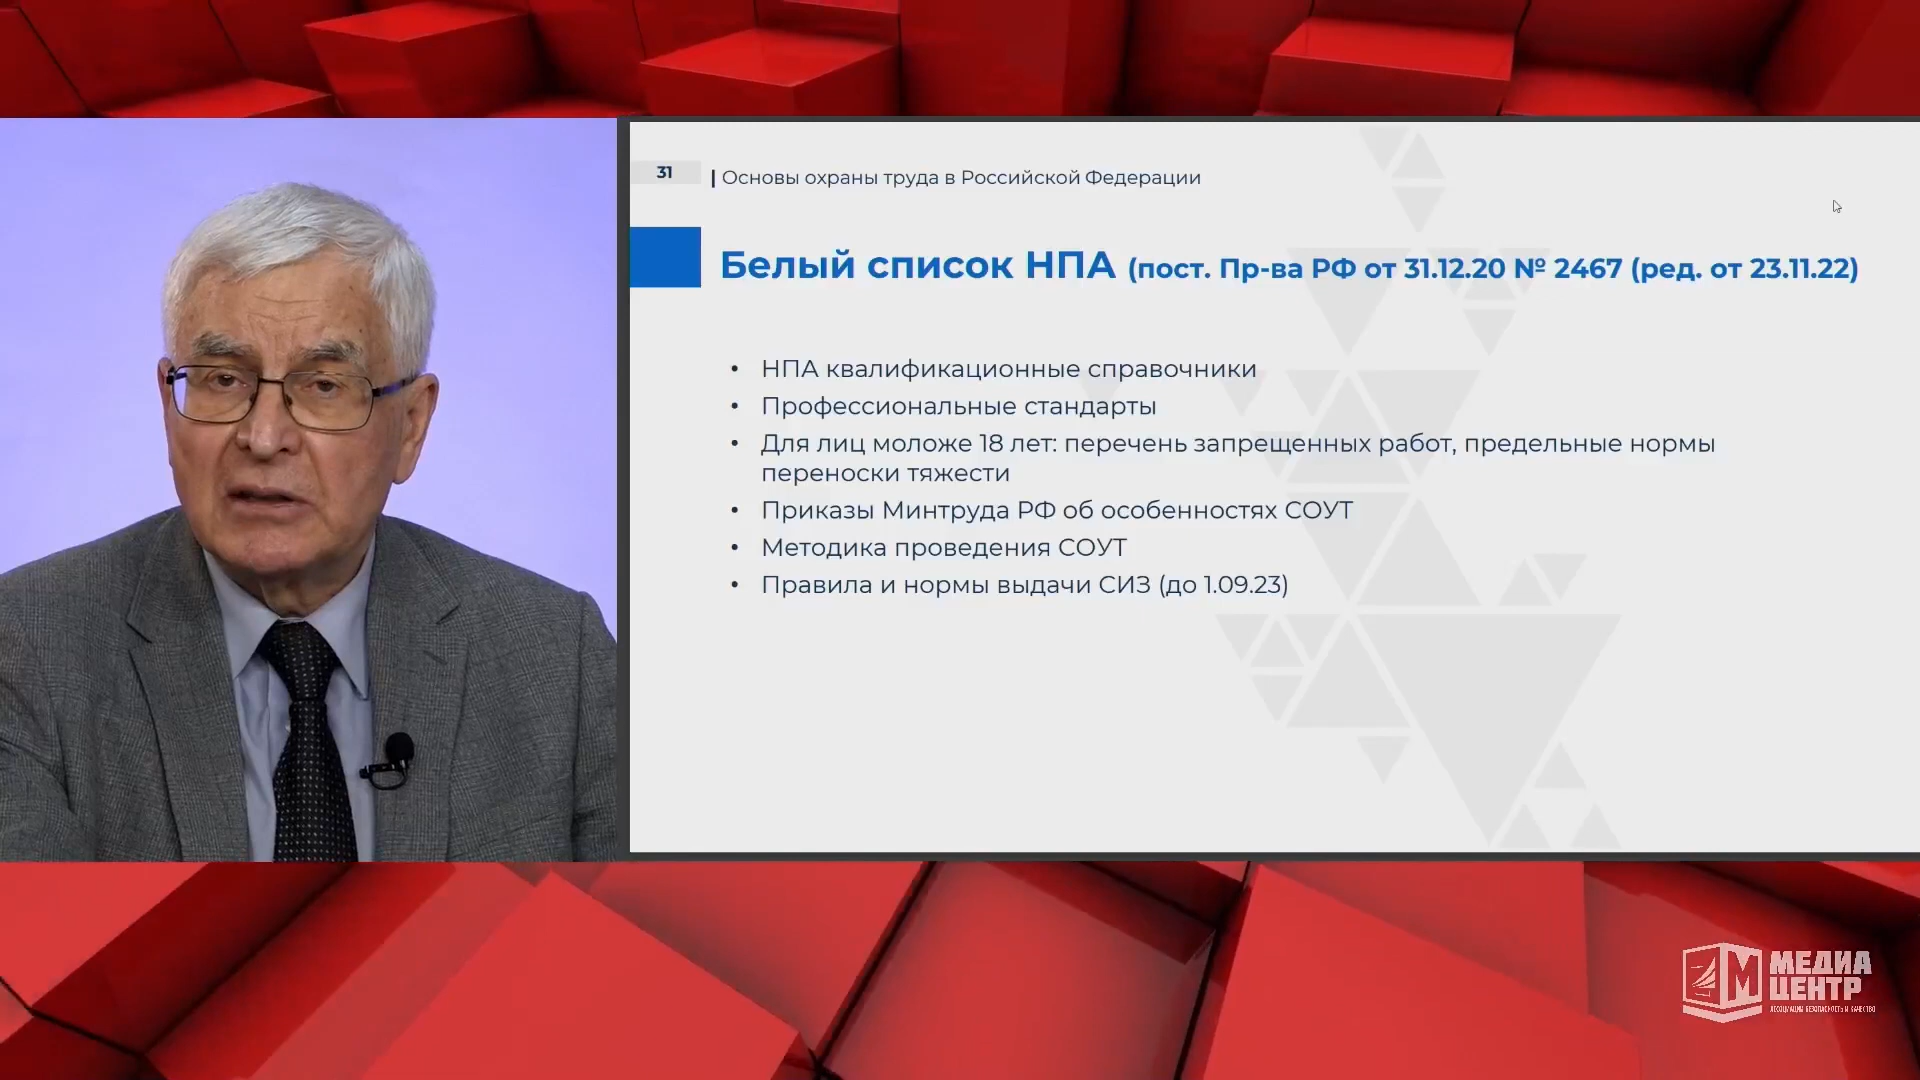 31
| Основы охраны труда в Российской Федерации
Белый список НПА (пост. Пр-ва РФ от 31.12.20 № 2467 (ред. от 23.11.22)
• НПА квалификационные справочники
• Профессиональные стандарты
• Для лиц моложе 18 лет: перечень запрещенных работ, предельные нормы
переноски тяжести
• Приказы Минтруда РФ об особенностях СОУТ
• Методика проведения СОУТ
• Правила и нормы выдачи СИЗ (до 1.09.23)
М МЕДИА
ЦЕНТР
АССОЦИАЦИИ БЕЗОПАСНОСТЬ И КАЧЕСТВО